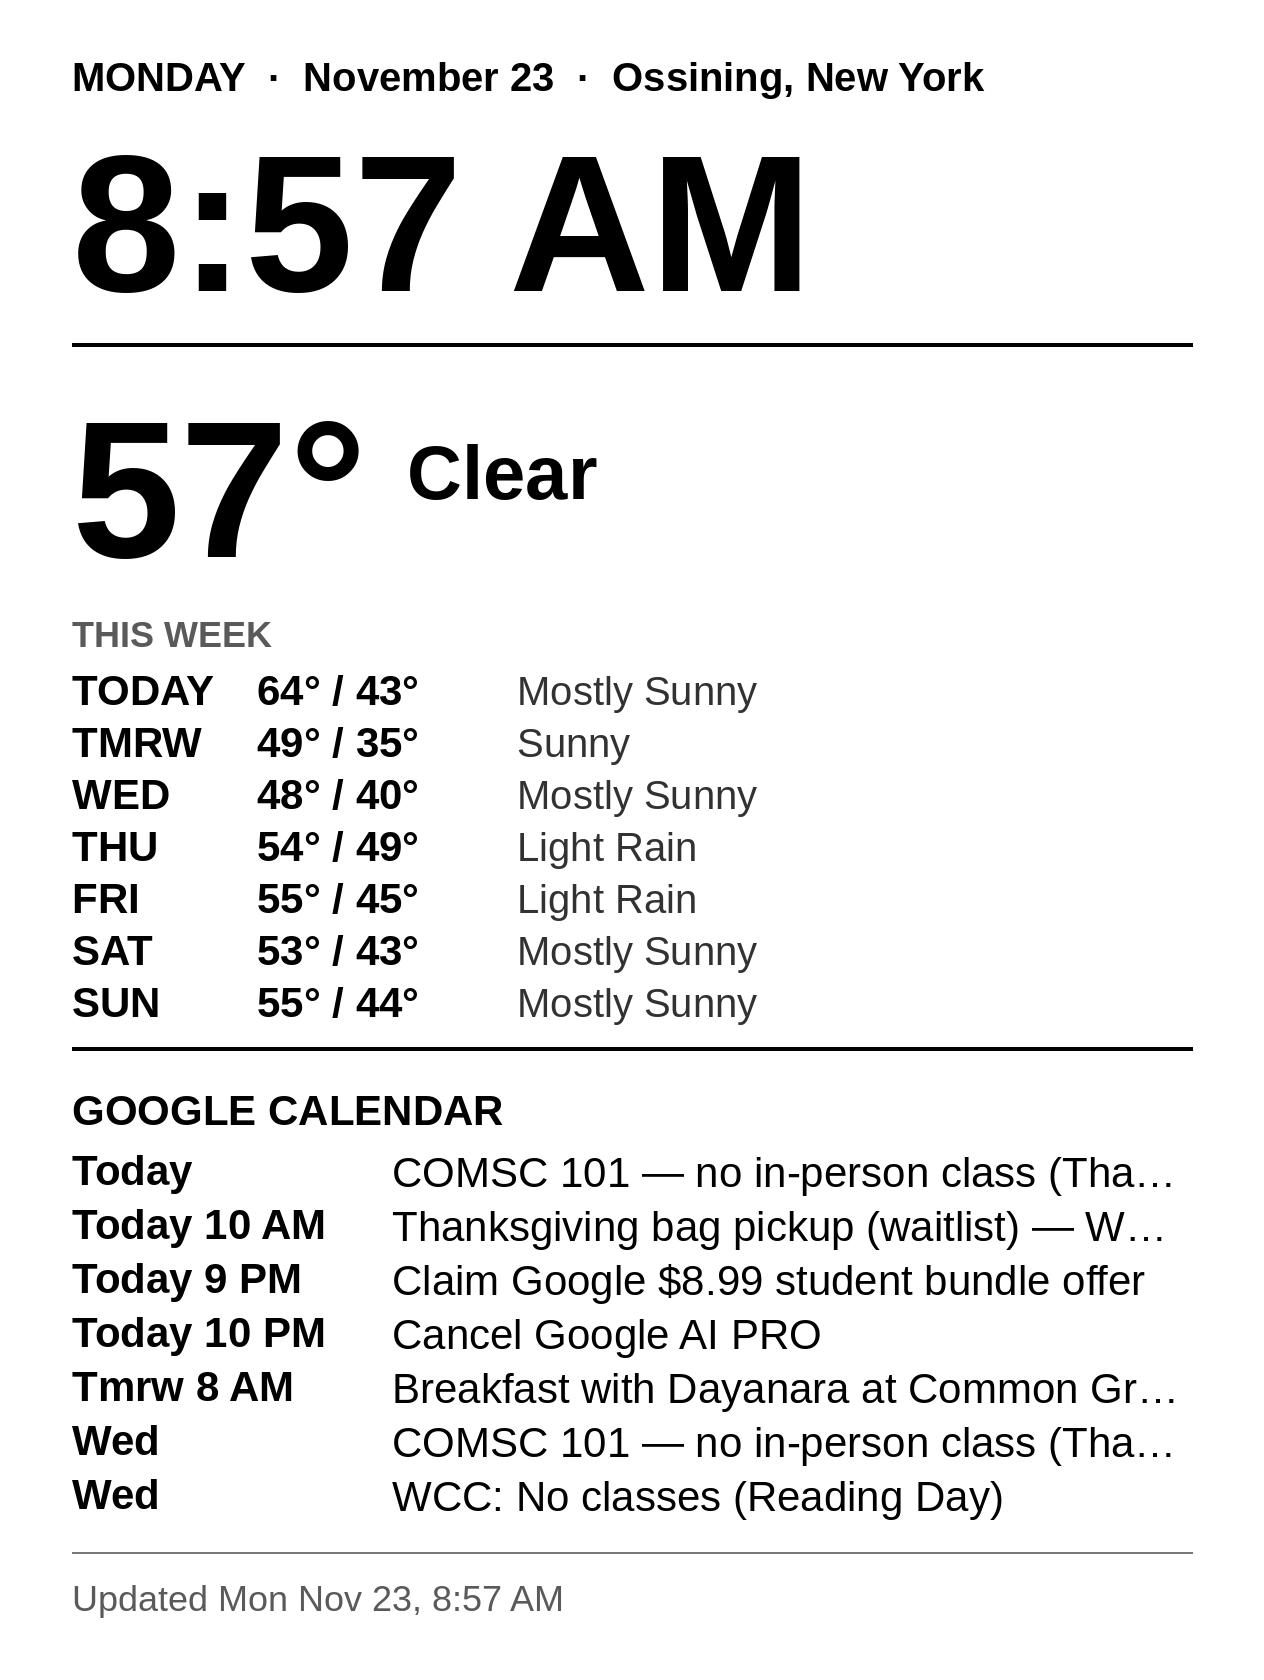 MONDAY · November 23 · Ossining, New York
8:57 AM
57° Clear
THIS WEEK
TODAY 64° / 43° Mostly Sunny
TMRW 49° / 35° Sunny
WED 48° / 40° Mostly Sunny
THU 54° / 49° Light Rain
FRI 55° / 45° Light Rain
SAT 53° / 43° Mostly Sunny
SUN 55° / 44° Mostly Sunny
GOOGLE CALENDAR
Today COMSC 101 — no in-person class (Tha…
Today 10 AM Thanksgiving bag pickup (waitlist) — W…
Today 9 PM Claim Google $8.99 student bundle offer
Today 10 PM Cancel Google AI PRO
Tmrw 8 AM Breakfast with Dayanara at Common Gr…
Wed COMSC 101 — no in-person class (Tha…
Wed WCC: No classes (Reading Day)
Updated Mon Nov 23, 8:57 AM